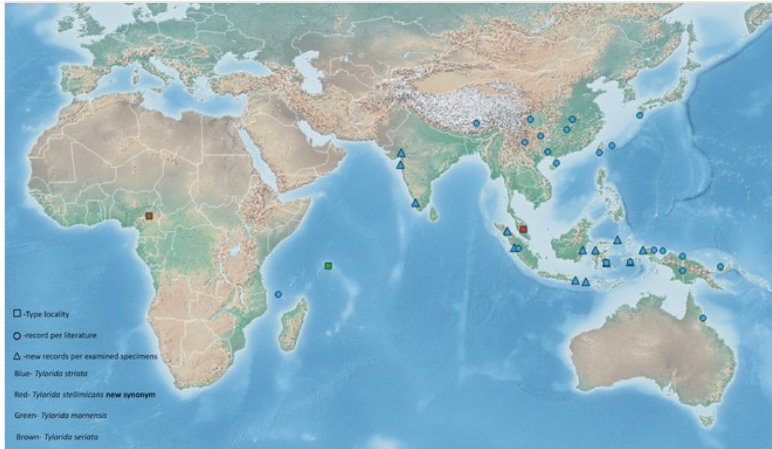 -Type locality
-record per literature
-new records per examined specimens
Blue- Tylorida striata
Red- Tylorida stellimicans new synonym
Green- Tylorida mornensis
Brown- Tylorida seriata